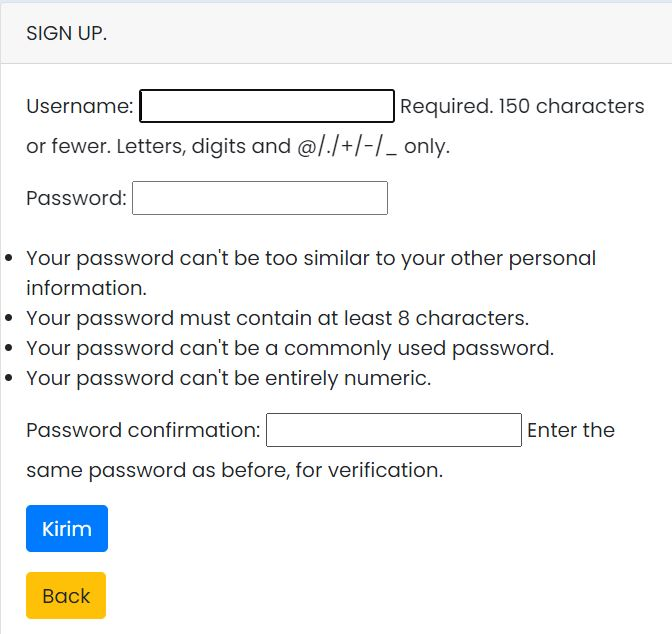 SIGN UP.
Username: Required. 150 characters
or fewer. Letters, digits and @/./+/-/_ only.
Password:
Your password can't be too similar to your other personal
information.
Your password must contain at least 8 characters.
Your password can't be a commonly used password.
Your password can't be entirely numeric.
Password confirmation: Enter the
same password as before, for verification.
Kirim
Back